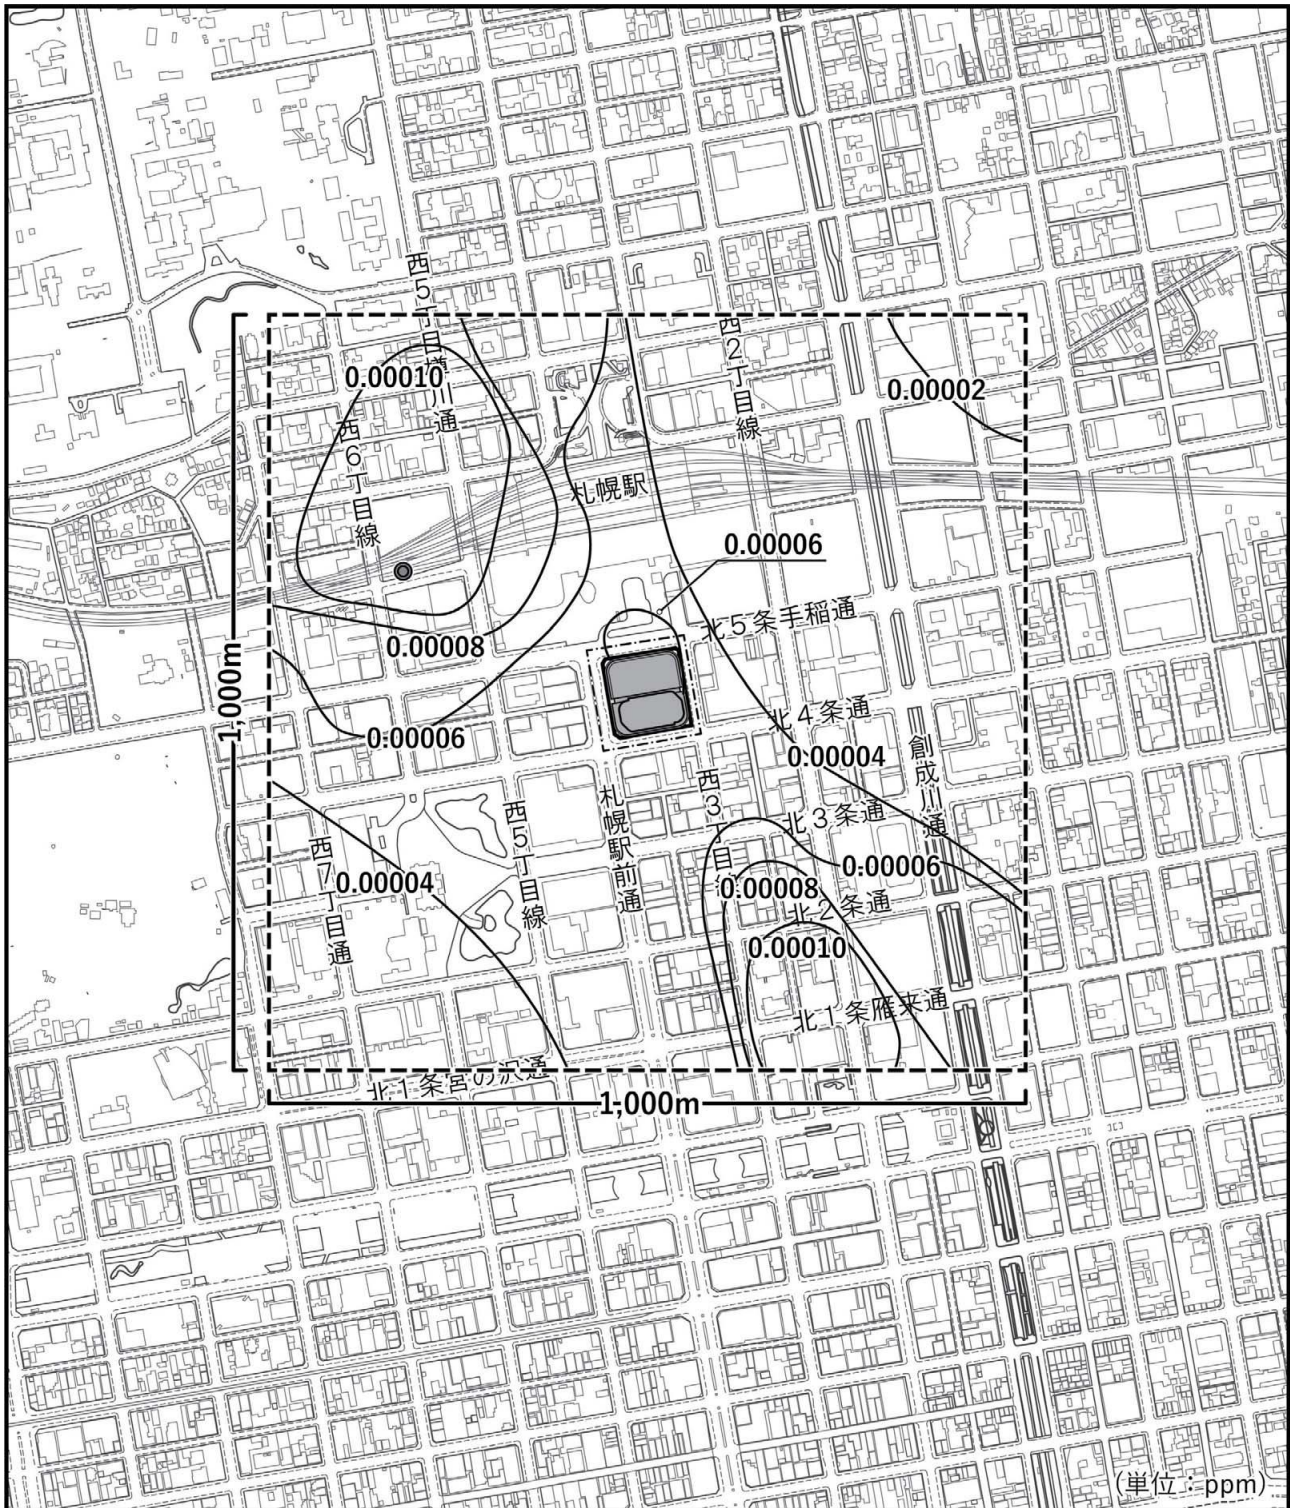 西5丁目樽川通
西2丁目線
0.00010
0.00002
西6丁目線
札幌駅
0.00006
北5条手稲通
0.00008
1,000m
0.00006
北4条通
0.00004
創成川通
西3丁目線
札幌駅前通
西5丁目線
北3条通
西7丁目通
0.00004
0.00006
0.00008
北2条通
0.00010
北1条雁来通
北1条宮の沢通
1,000m
(単位：ppm)